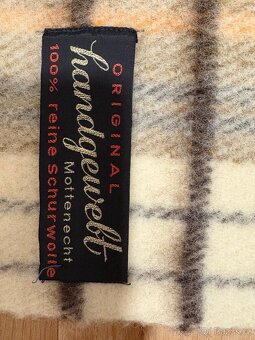 ORIGINAL
handgewebt
Mottenecht
100% reine Schurwolle